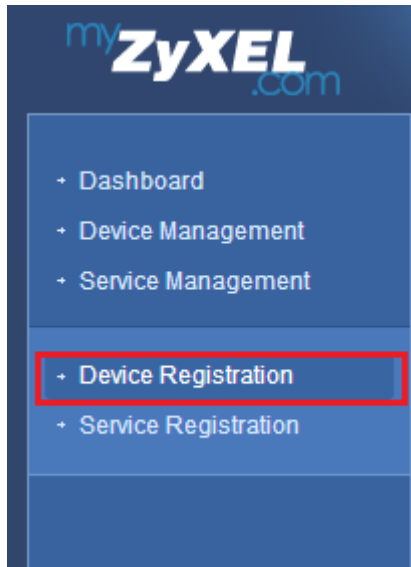 myZyXEL
.com
Dashboard
Device Management
Service Management
Device Registration
Service Registration